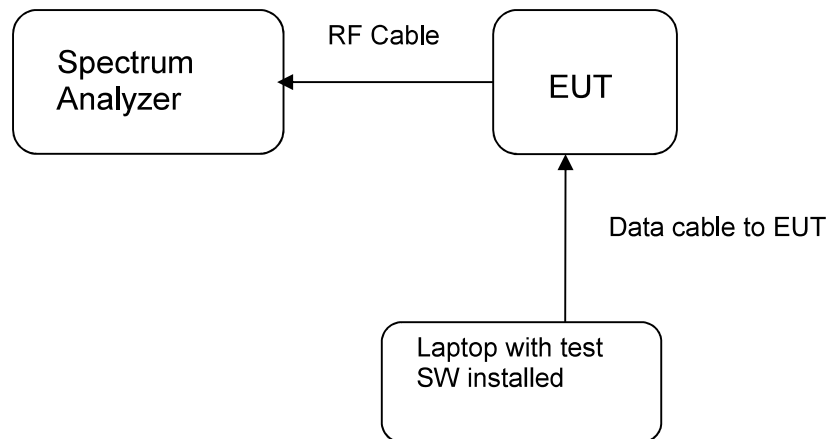 RF Cable
Spectrum
Analyzer
EUT
Data cable to EUT
Laptop with test
SW installed